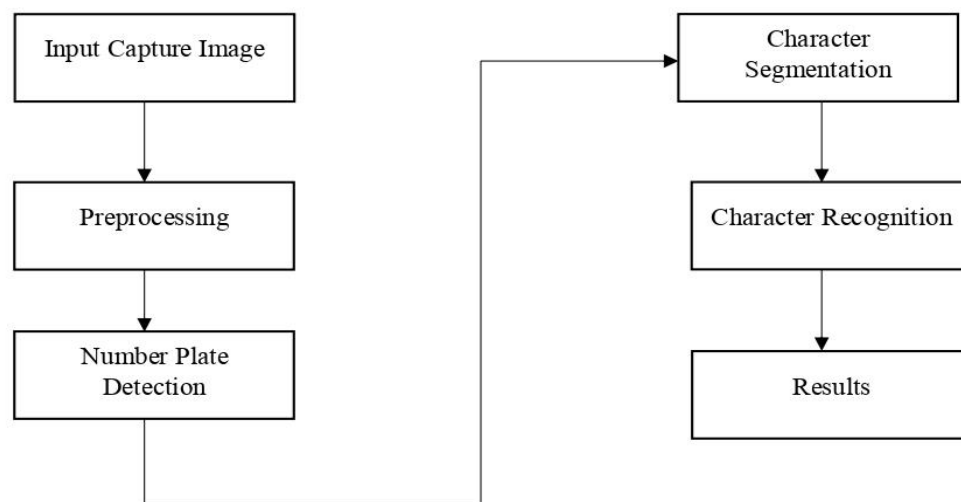 Input Capture Image
Preprocessing
Number Plate
Detection
Character
Segmentation
Character Recognition
Results